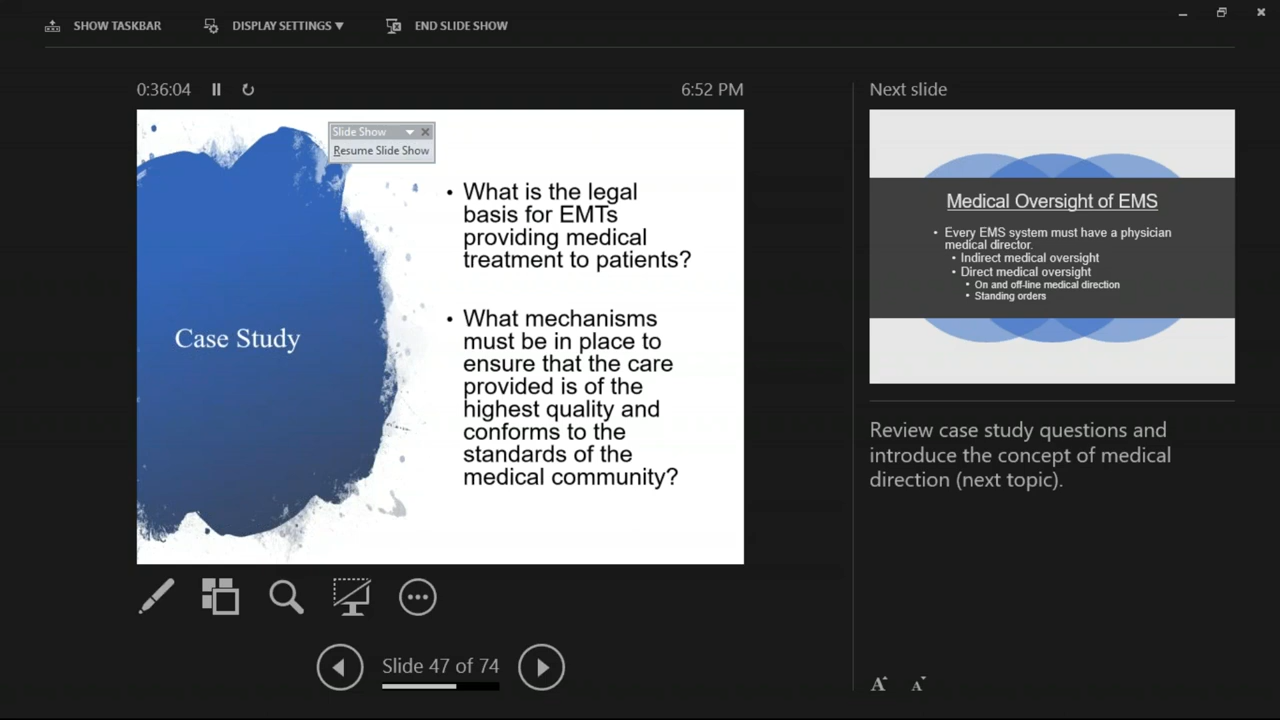 SHOW TASKBAR
DISPLAY SETTINGS ▼
END SLIDE SHOW
0:36:04
6:52 PM
Slide Show
Resume Slide Show
Case Study
• What is the legal
basis for EMTs
providing medical
treatment to patients?
• What mechanisms
must be in place to
ensure that the care
provided is of the
highest quality and
conforms to the
standards of the
medical community?
Slide 47 of 74
Next slide
Medical Oversight of EMS
• Every EMS system must have a physician
medical director.
• Indirect medical oversight
• Direct medical oversight
• On and off-line medical direction
• Standing orders
Review case study questions and
introduce the concept of medical
direction (next topic).
A A